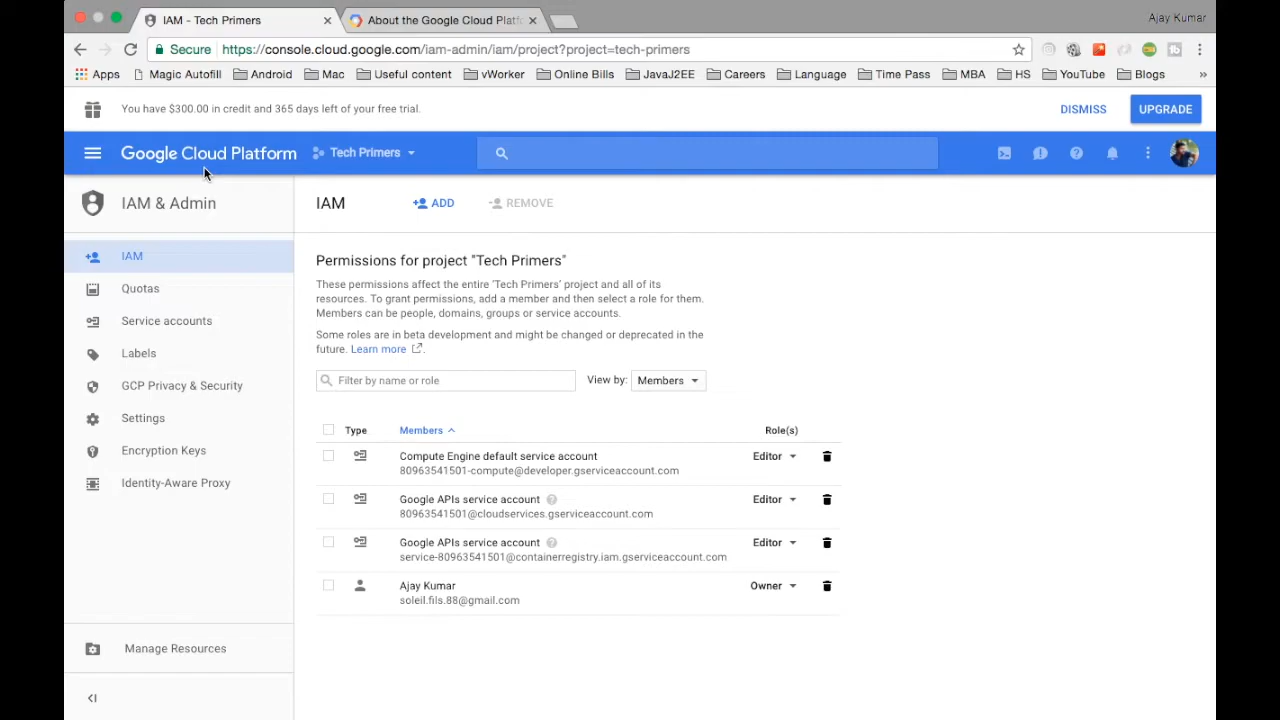 IAM - Tech Primers
About the Google Cloud Platf
Ajay Kumar
Secure
https://console.cloud.google.com/iam-admin/iam/project?project=tech-primers
Apps Magic Autofill Android Mac Useful content vWorker Online Bills JavaJ2EE Careers Language Time Pass MBA HS YouTube Blogs »
You have $300.00 in credit and 365 days left of your free trial.
DISMISS
UPGRADE
Google Cloud Platform
Tech Primers
IAM & Admin
IAM
Quotas
Service accounts
Labels
GCP Privacy & Security
Settings
Encryption Keys
Identity-Aware Proxy
Manage Resources
IAM
ADD
REMOVE
Permissions for project "Tech Primers"
These permissions affect the entire 'Tech Primers' project and all of its
resources. To grant permissions, add a member and then select a role for them.
Members can be people, domains, groups or service accounts.
Some roles are in beta development and might be changed or deprecated in the
future. Learn more .
Filter by name or role
View by: Members
Type Members Role(s)
Compute Engine default service account Editor
80963541501-compute@developer.gserviceaccount.com
Google APIs service account Editor
80963541501@cloudservices.gserviceaccount.com
Google APIs service account Editor
service-80963541501@containerregistry.iam.gserviceaccount.com
Ajay Kumar Owner
soleil.fils.88@gmail.com